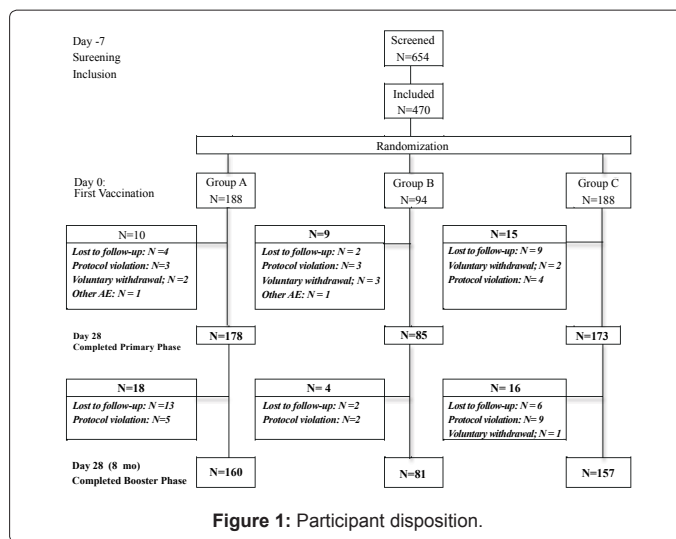 Day -7
Sureening
Inclusion
Screened
N=654
Included
N=470
Randomization
Day 0:
First Vaccination
Group A
N=188
Group B
N=94
Group C
N=188
N=10
Lost to follow-up: N =4
Protocol violation: N=3
Voluntary withdrawal; N =2
Other AE: N = 1
N=9
Lost to follow-up: N = 2
Protocol violation: N = 3
Voluntary withdrawal; N = 3
Other AE: N = 1
N=15
Lost to follow-up: N = 9
Voluntary withdrawal; N = 2
Protocol violation: N= 4
Day 28
Completed Primary Phase
N=178
N=85
N=173
N=18
Lost to follow-up: N =13
Protocol violation: N=5
N= 4
Lost to follow-up: N =2
Protocol violation: N=2
N= 16
Lost to follow-up: N = 6
Protocol violation: N= 9
Voluntary withdrawal; N = 1
Day 28 (8 mo)
Completed Booster Phase
N=160
N=81
N=157
Figure 1: Participant disposition.